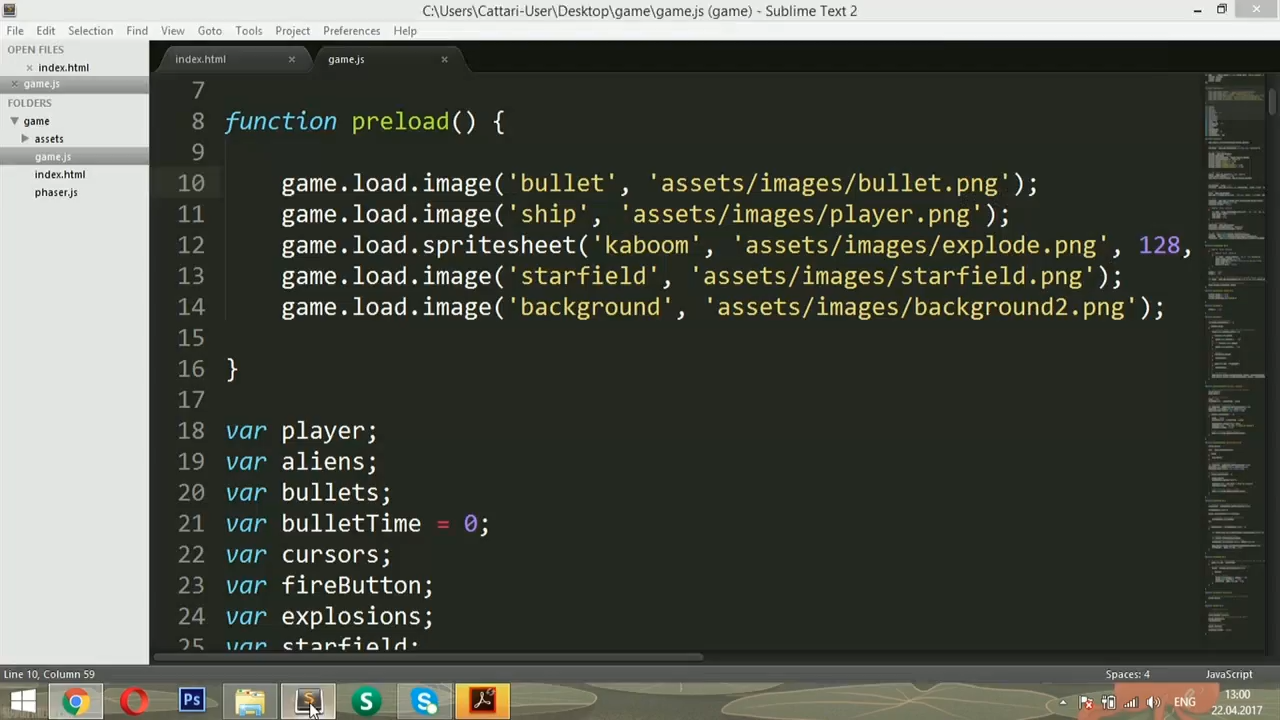 C:\Users\Cattari-User\Desktop\game\game.js (game) - Sublime Text 2
File Edit Selection Find View Goto Tools Project Preferences Help
OPEN FILES
index.html
game.js
FOLDERS
game
assets
game.js
index.html
phaser.js
index.html game.js
7
8 function preload() {
9
10 game.load.image('bullet', 'assets/images/bullet.png');
11 game.load.image('ship', 'assets/images/player.png');
12 game.load.spritesheet('kaboom', 'assets/images/explode.png', 128,
13 game.load.image('starfield', 'assets/images/starfield.png');
14 game.load.image('background', 'assets/images/background2.png');
15
16 }
17
18 var player;
19 var aliens;
20 var bullets;
21 var bulletTime = 0;
22 var cursors;
23 var fireButton;
24 var explosions;
25 var starfield;
Line 10, Column 59 Spaces: 4 JavaScript
Ps S S ENG 13:00
22.04.2017